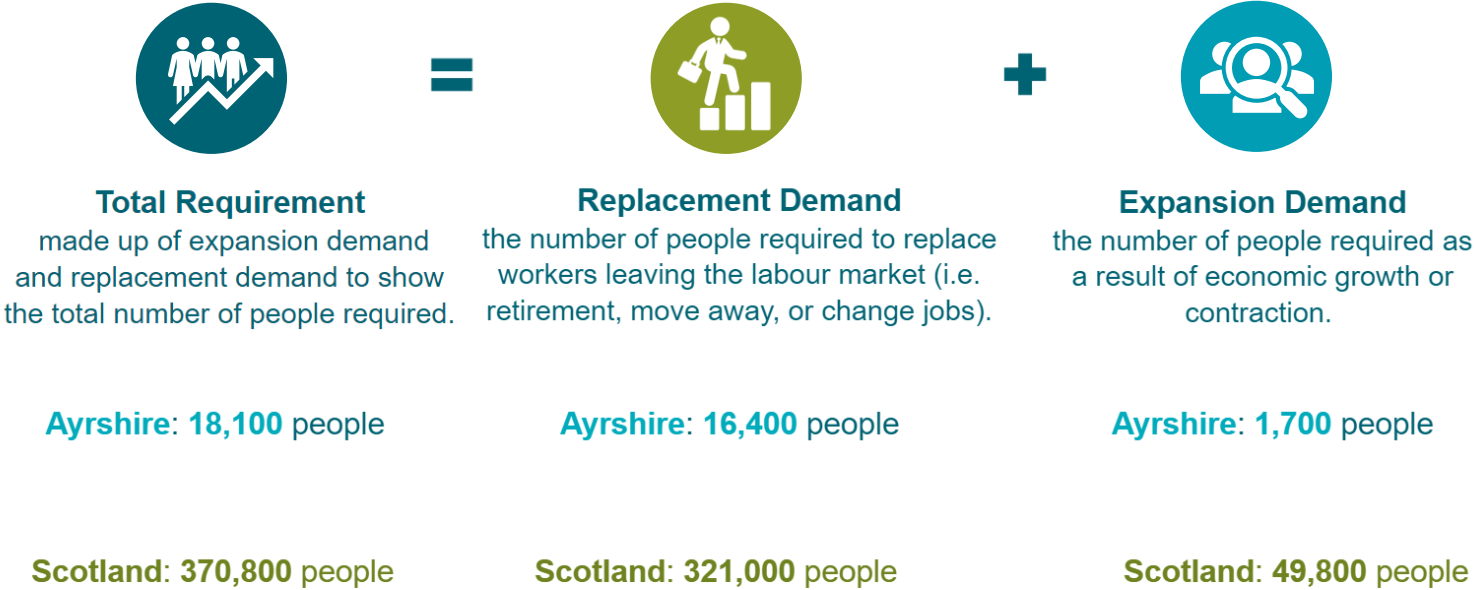 =
+
Total Requirement
made up of expansion demand
and replacement demand to show
the total number of people required.
Replacement Demand
the number of people required to replace
workers leaving the labour market (i.e.
retirement, move away, or change jobs).
Expansion Demand
the number of people required as
a result of economic growth or
contraction.
Ayrshire: 18,100 people
Ayrshire: 16,400 people
Ayrshire: 1,700 people
Scotland: 370,800 people
Scotland: 321,000 people
Scotland: 49,800 people